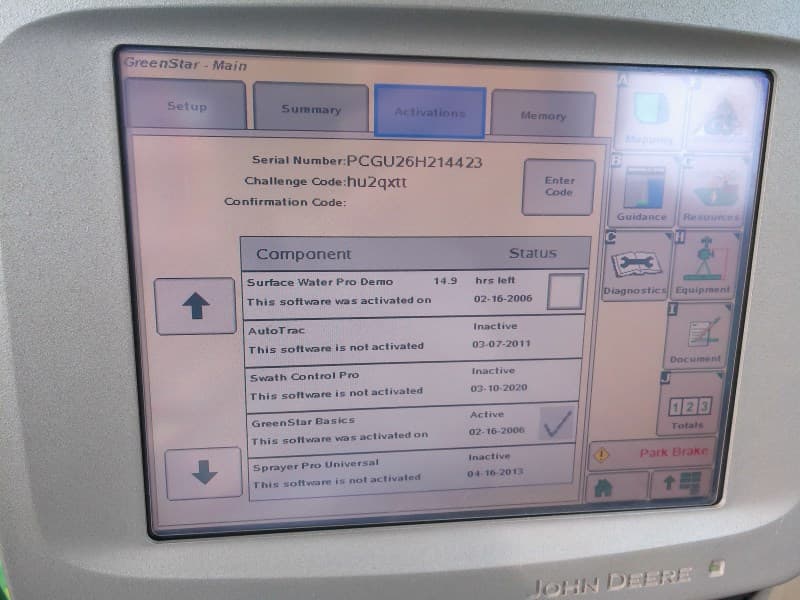 GreenStar - Main
Setup
Summary
Activations
Memory
Serial Number:PCGU26H214423
Challenge Code:hu2qxtt
Confirmation Code:
Enter
Code
Component Status
Surface Water Pro Demo 14.9 hrs left
This software was activated on 02-16-2006
AutoTrac Inactive
This software is not activated 03-07-2011
Swath Control Pro Inactive
This software is not activated 03-10-2020
GreenStar Basics Active
This software was activated on 02-16-2006
Sprayer Pro Universal Inactive
This software is not activated 04-16-2013
A
Mapping
B
Guidance
G
Resources
C
Diagnostics
H
Equipment
I
Document
J
1 2 3
Totals
Park Brake
JOHN DEERE